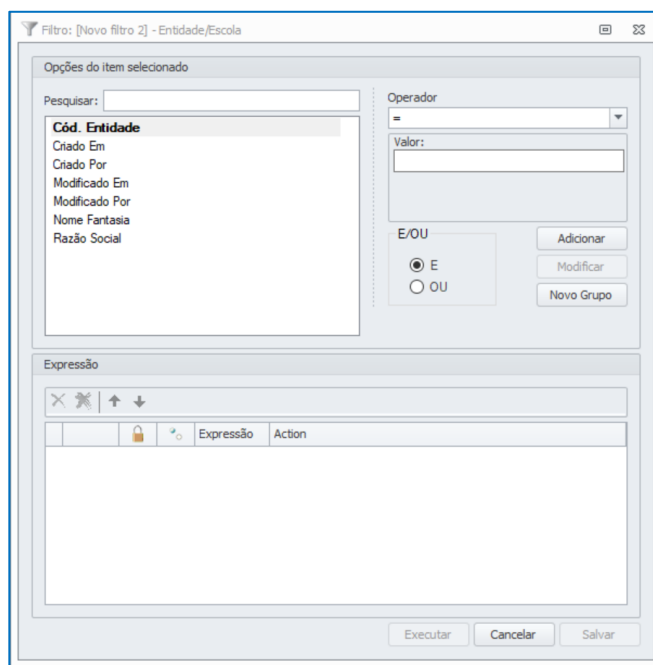 Filtro: [Novo filtro 2] - Entidade/Escola
Opções do item selecionado
Pesquisar:
Cód. Entidade
Criado Em
Criado Por
Modificado Em
Modificado Por
Nome Fantasia
Razão Social
Operador
=
Valor:
E/OU
E
OU
Adicionar
Modificar
Novo Grupo
Expressão
Expressão Action
Executar Cancelar Salvar